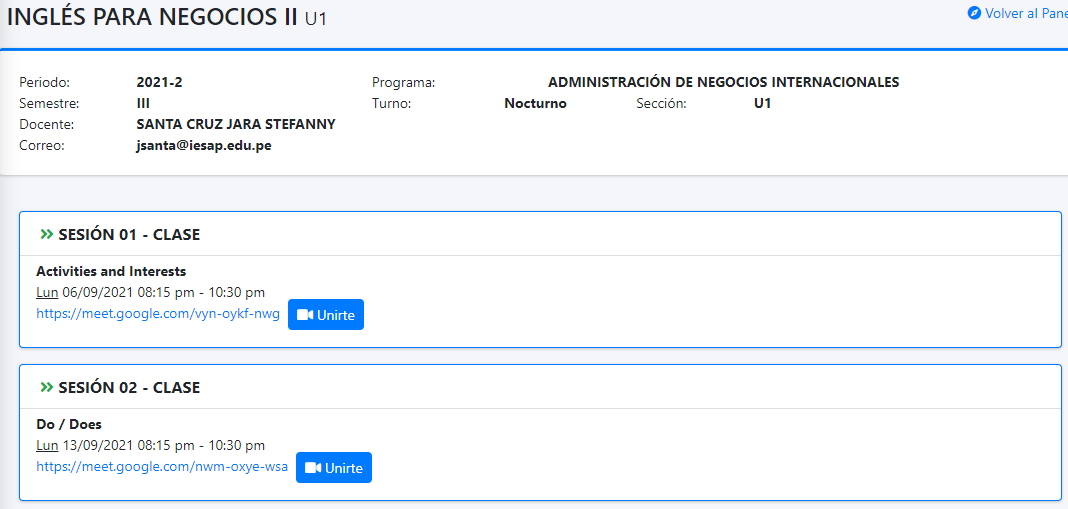 INGLÉS PARA NEGOCIOS II U1
Volver al Pane
Periodo: 2021-2 Programa: ADMINISTRACIÓN DE NEGOCIOS INTERNACIONALES
Semestre: III Turno: Nocturno Sección: U1
Docente: SANTA CRUZ JARA STEFANNY
Correo: jsanta@iesap.edu.pe
SESIÓN 01 - CLASE
Activities and Interests
Lun 06/09/2021 08:15 pm - 10:30 pm
https://meet.google.com/vyn-oykf-nwg Unirte
SESIÓN 02 - CLASE
Do / Does
Lun 13/09/2021 08:15 pm - 10:30 pm
https://meet.google.com/nwm-oxye-wsa Unirte